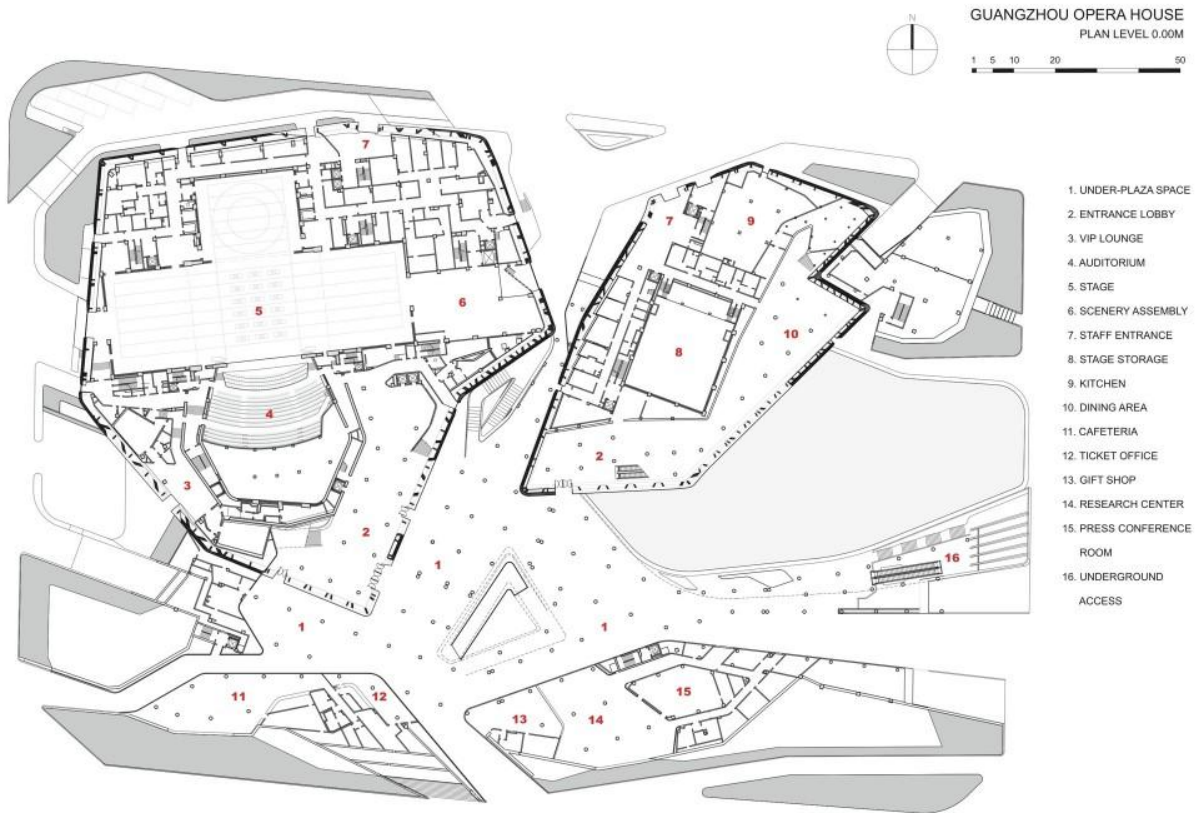 GUANGZHOU OPERA HOUSE
PLAN LEVEL 0.00M
N
1 5 10 20 50
7
7
9
6
5
10
8
4
2
3
2
1
16
1
1
11
12
15
13
14
1. UNDER-PLAZA SPACE
2. ENTRANCE LOBBY
3. VIP LOUNGE
4. AUDITORIUM
5. STAGE
6. SCENERY ASSEMBLY
7. STAFF ENTRANCE
8. STAGE STORAGE
9. KITCHEN
10. DINING AREA
11. CAFETERIA
12. TICKET OFFICE
13. GIFT SHOP
14. RESEARCH CENTER
15. PRESS CONFERENCE
ROOM
16. UNDERGROUND
ACCESS